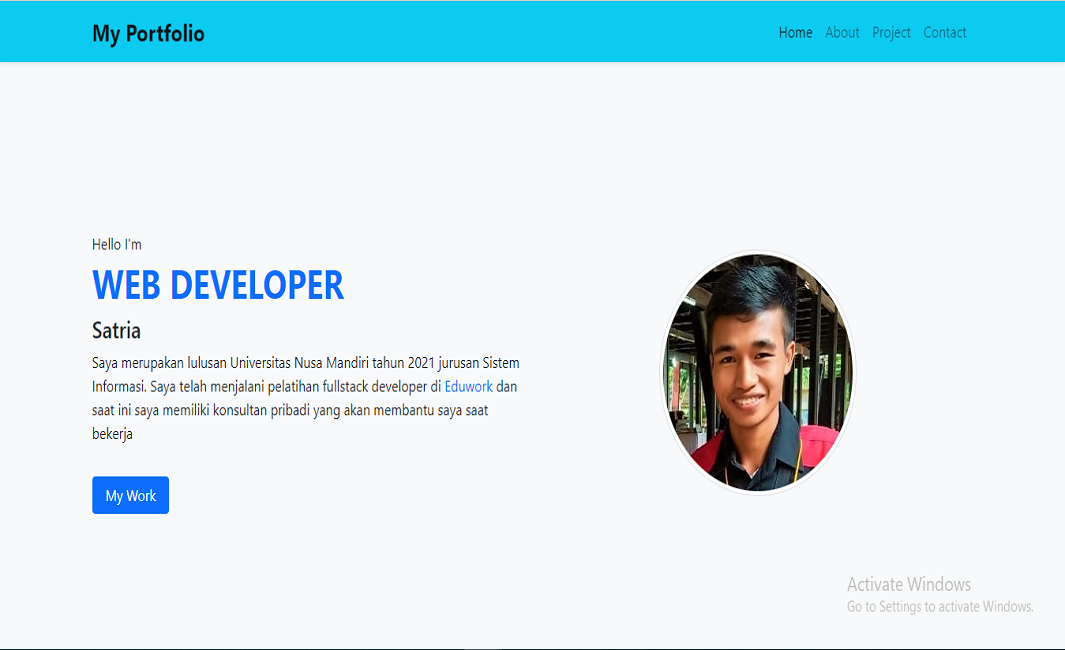 My Portfolio
Home About Project Contact
Hello I'm
WEB DEVELOPER
Satria
Saya merupakan lulusan Universitas Nusa Mandiri tahun 2021 jurusan Sistem
Informasi. Saya telah menjalani pelatihan fullstack developer di Eduwork dan
saat ini saya memiliki konsultan pribadi yang akan membantu saya saat
bekerja
My Work
Activate Windows
Go to Settings to activate Windows.